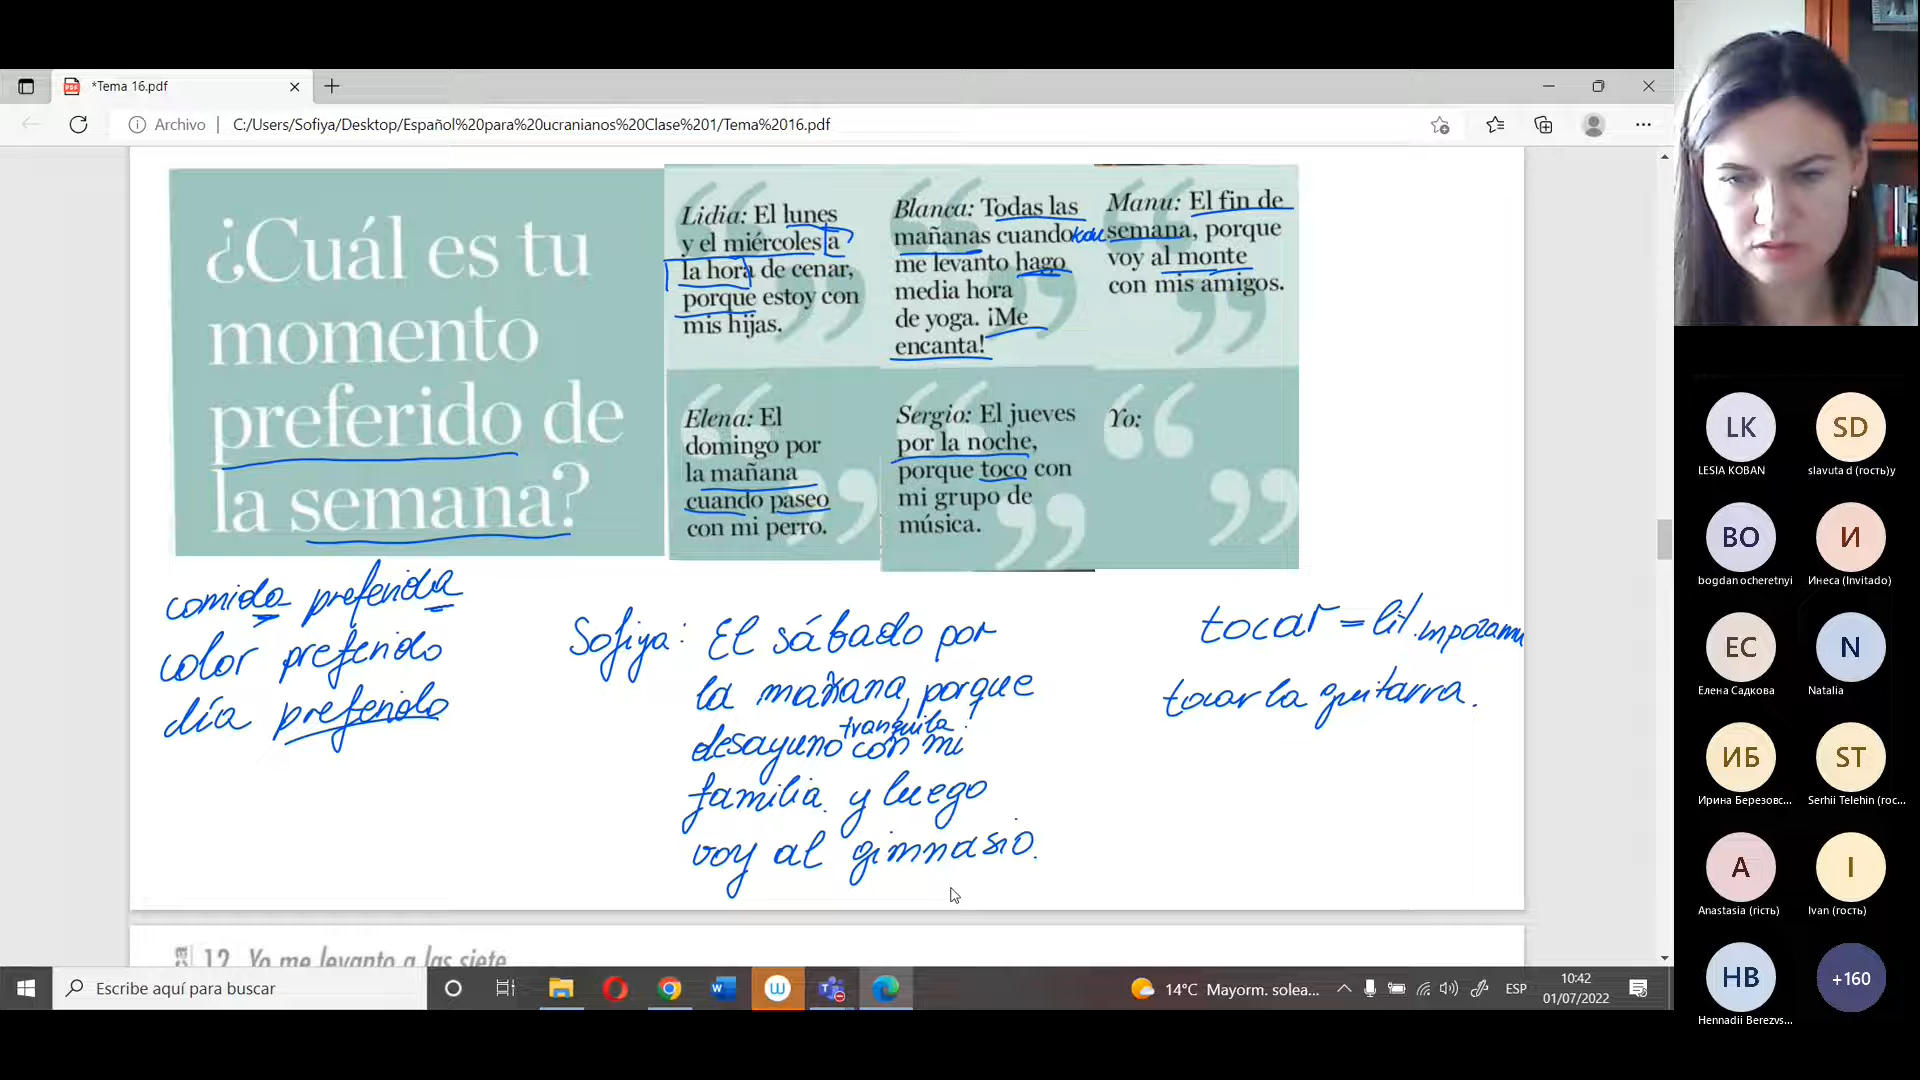 *Tema 16.pdf
Archivo
C:/Users/Sofiya/Desktop/Español%20para%20ucranianos%20Clase%201/Tema%2016.pdf
¿Cuál es tu
momento
preferido de
la semana?
Lidia: El lunes
y el miércoles a
la hora de cenar,
porque estoy con
mis hijas.
Blanca: Todas las
mañanas cuando
me levanto hago
media hora
de yoga. ¡Me
encanta!
Manu: El fin de
semana, porque
voy al monte
con mis amigos.
Elena: El
domingo por
la mañana
cuando paseo
con mi perro.
Sergio: El jueves
por la noche,
porque toco con
mi grupo de
música.
Yo:
comida preferida
color preferido
día preferido
Sofiya: El sábado por
la mañana, porque
tranquila
desayuno con mi
familia. y luego
voy al gimnasio.
tocar = lit.
tocar la guitarra.
12 Yo me levanto a las siete
LK
LESIA KOBAN
SD
slavuta d (гость)y
BO
bogdan ocheretnyi
И
Инеса (Invitado)
EC
Елена Садкова
N
Natalia
ИБ
Ирина Березовс...
ST
Serhii Telehin (гос...
A
Anastasia (гість)
I
Ivan (гость)
HB
Hennadii Berezvs...
+160
Escribe aquí para buscar
14°C Mayorm. solea...
ESP
10:42
01/07/2022